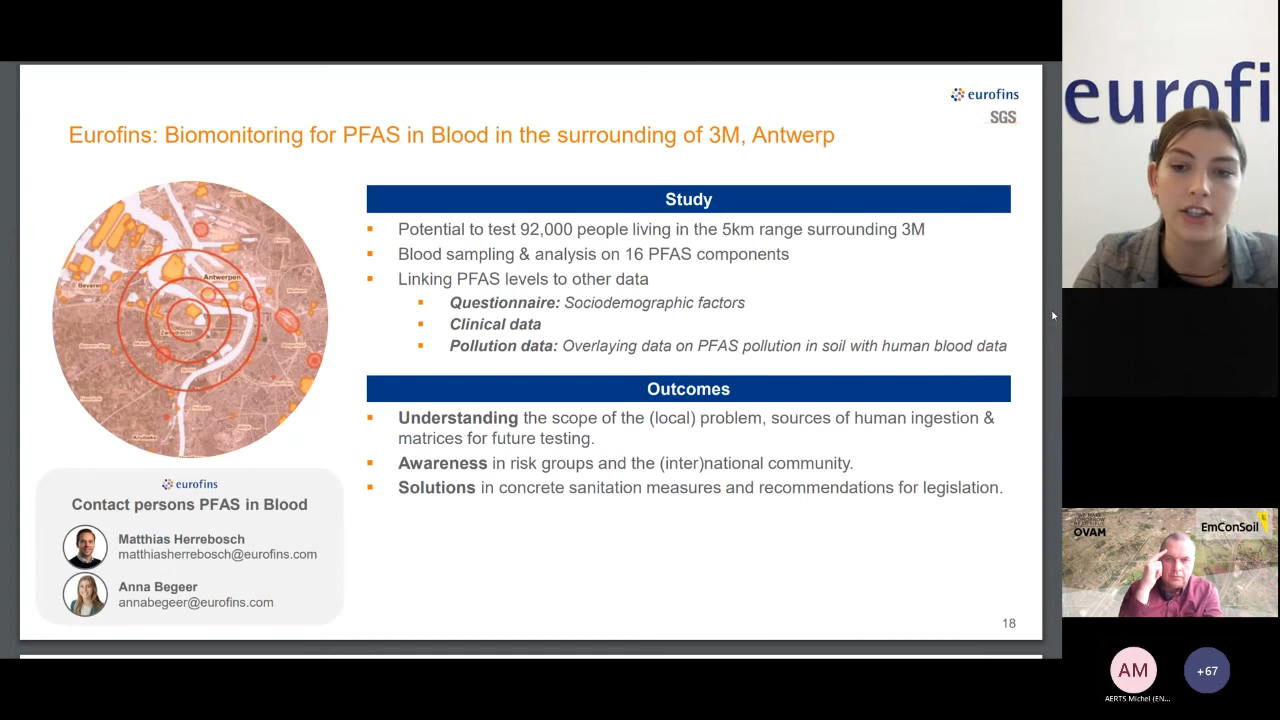 eurofins
SGS
Eurofins: Biomonitoring for PFAS in Blood in the surrounding of 3M, Antwerp
Antwerpen
Beveren
Study
Potential to test 92,000 people living in the 5km range surrounding 3M
Blood sampling & analysis on 16 PFAS components
Linking PFAS levels to other data
Questionnaire: Sociodemographic factors
Clinical data
Pollution data: Overlaying data on PFAS pollution in soil with human blood data
Outcomes
Understanding the scope of the (local) problem, sources of human ingestion &
matrices for future testing.
Awareness in risk groups and the (inter)national community.
Solutions in concrete sanitation measures and recommendations for legislation.
eurofins
Contact persons PFAS in Blood
Matthias Herrebosch
matthiasherrebosch@eurofins.com
Anna Begeer
annabegeer@eurofins.com
18
eurofi
OVAM
EmConSoil
AM
+67
AERTS Michel (EN...